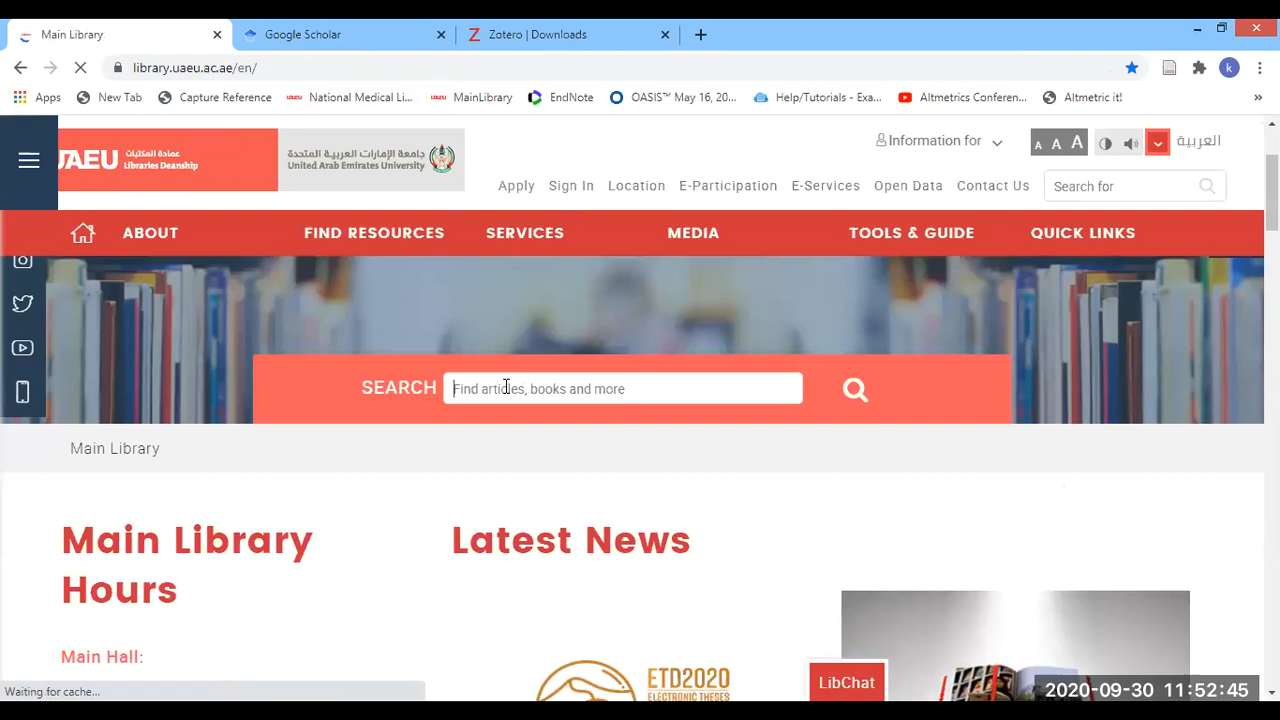 Main Library
Google Scholar
Zotero | Downloads
library.uaeu.ac.ae/en/
k
Apps
New Tab
Capture Reference
National Medical Li...
MainLibrary
EndNote
OASIS™ May 16, 20...
Help/Tutorials - Exa...
Altmetrics Conferen...
Altmetric it!
»
UAEU
عمادة المكتبات
Libraries Deanship
جامعة الإمارات العربية المتحدة
United Arab Emirates University
Information for
A A A
العربية
Apply
Sign In
Location
E-Participation
E-Services
Open Data
Contact Us
Search for
ABOUT
FIND RESOURCES
SERVICES
MEDIA
TOOLS & GUIDE
QUICK LINKS
SEARCH
Find articles, books and more
Main Library
Main Library
Hours
Latest News
Main Hall:
ETD2020
ELECTRONIC THESES
LibChat
Waiting for cache...
2020-09-30 11:52:45